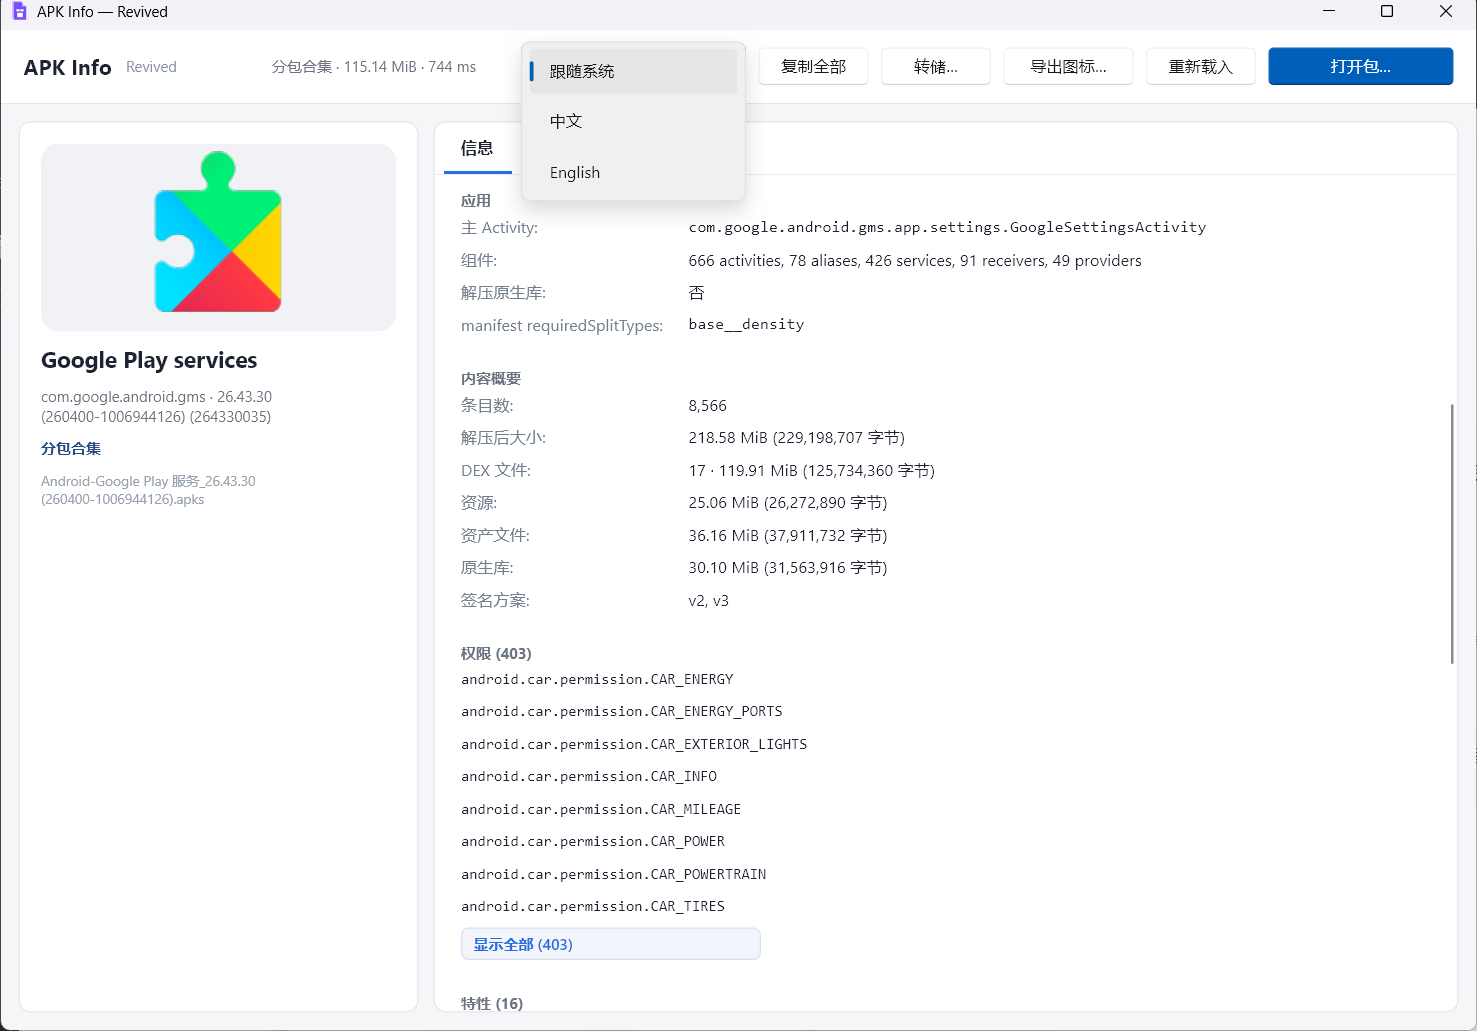 APK Info — Revived
APK Info Revived 分包合集 · 115.14 MiB · 744 ms 复制全部 转储... 导出图标... 重新载入 打开包...
跟随系统
中文
English
Google Play services
com.google.android.gms · 26.43.30
(260400-1006944126) (264330035)
分包合集
Android-Google Play 服务_26.43.30
(260400-1006944126).apks
信息
应用
主 Activity: com.google.android.gms.app.settings.GoogleSettingsActivity
组件: 666 activities, 78 aliases, 426 services, 91 receivers, 49 providers
解压原生库: 否
manifest requiredSplitTypes: base__density
内容概要
条目数: 8,566
解压后大小: 218.58 MiB (229,198,707 字节)
DEX 文件: 17 · 119.91 MiB (125,734,360 字节)
资源: 25.06 MiB (26,272,890 字节)
资产文件: 36.16 MiB (37,911,732 字节)
原生库: 30.10 MiB (31,563,916 字节)
签名方案: v2, v3
权限 (403)
android.car.permission.CAR_ENERGY
android.car.permission.CAR_ENERGY_PORTS
android.car.permission.CAR_EXTERIOR_LIGHTS
android.car.permission.CAR_INFO
android.car.permission.CAR_MILEAGE
android.car.permission.CAR_POWER
android.car.permission.CAR_POWERTRAIN
android.car.permission.CAR_TIRES
显示全部 (403)
特性 (16)